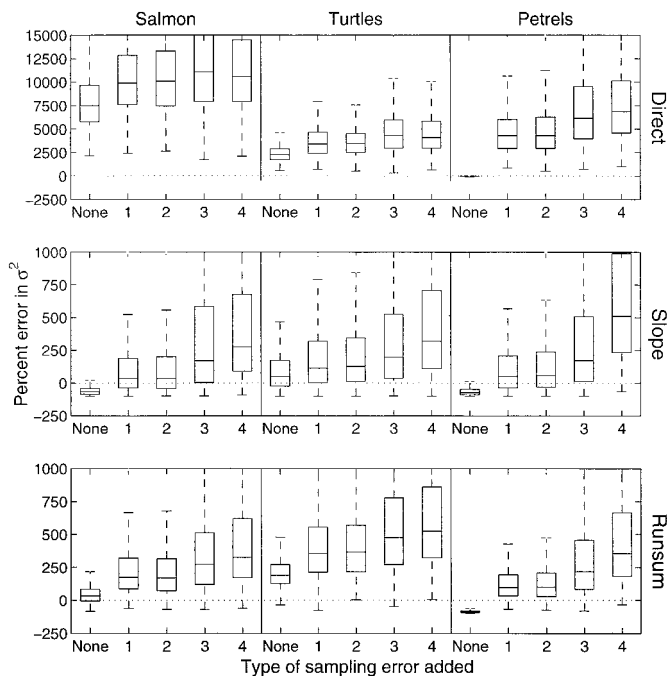 Salmon Turtles Petrels
15000
12500
10000
7500
5000
2500
0
−2500
None 1 2 3 4 None 1 2 3 4 None 1 2 3 4
Direct
Percent error in σ²
1000
750
500
250
0
−250
None 1 2 3 4 None 1 2 3 4 None 1 2 3 4
Slope
1000
750
500
250
0
250
None 1 2 3 4 None 1 2 3 4 None 1 2 3 4
Runsum
Type of sampling error added